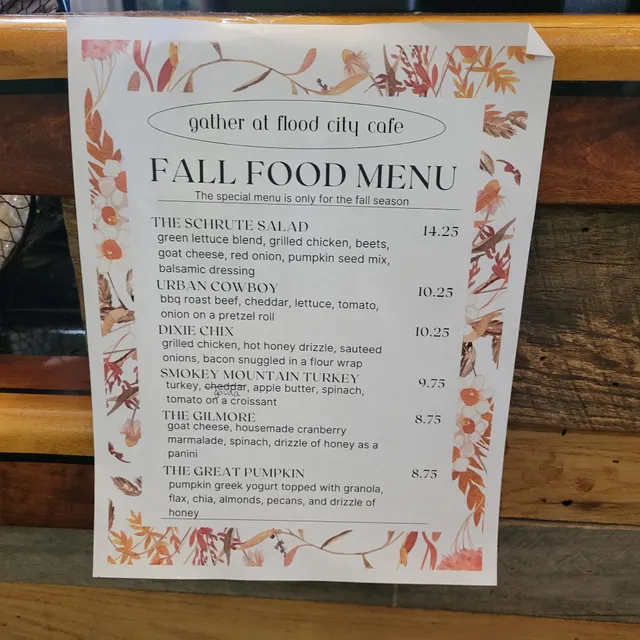 gather at flood city cafe
FALL FOOD MENU
The special menu is only for the fall season
THE SCHRUTE SALAD 14.25
green lettuce blend, grilled chicken, beets,
goat cheese, red onion, pumpkin seed mix,
balsamic dressing
URBAN COWBOY 10.25
bbq roast beef, cheddar, lettuce, tomato,
onion on a pretzel roll
DIXIE CHIX 10.25
grilled chicken, hot honey drizzle, sauteed
onions, bacon snuggled in a flour wrap
SMOKEY MOUNTAIN TURKEY 9.75
turkey, cheddar, apple butter, spinach,
gouda
tomato on a croissant
THE GILMORE 8.75
goat cheese, housemade cranberry
marmalade, spinach, drizzle of honey as a
panini
THE GREAT PUMPKIN 8.75
pumpkin greek yogurt topped with granola,
flax, chia, almonds, pecans, and drizzle of
honey